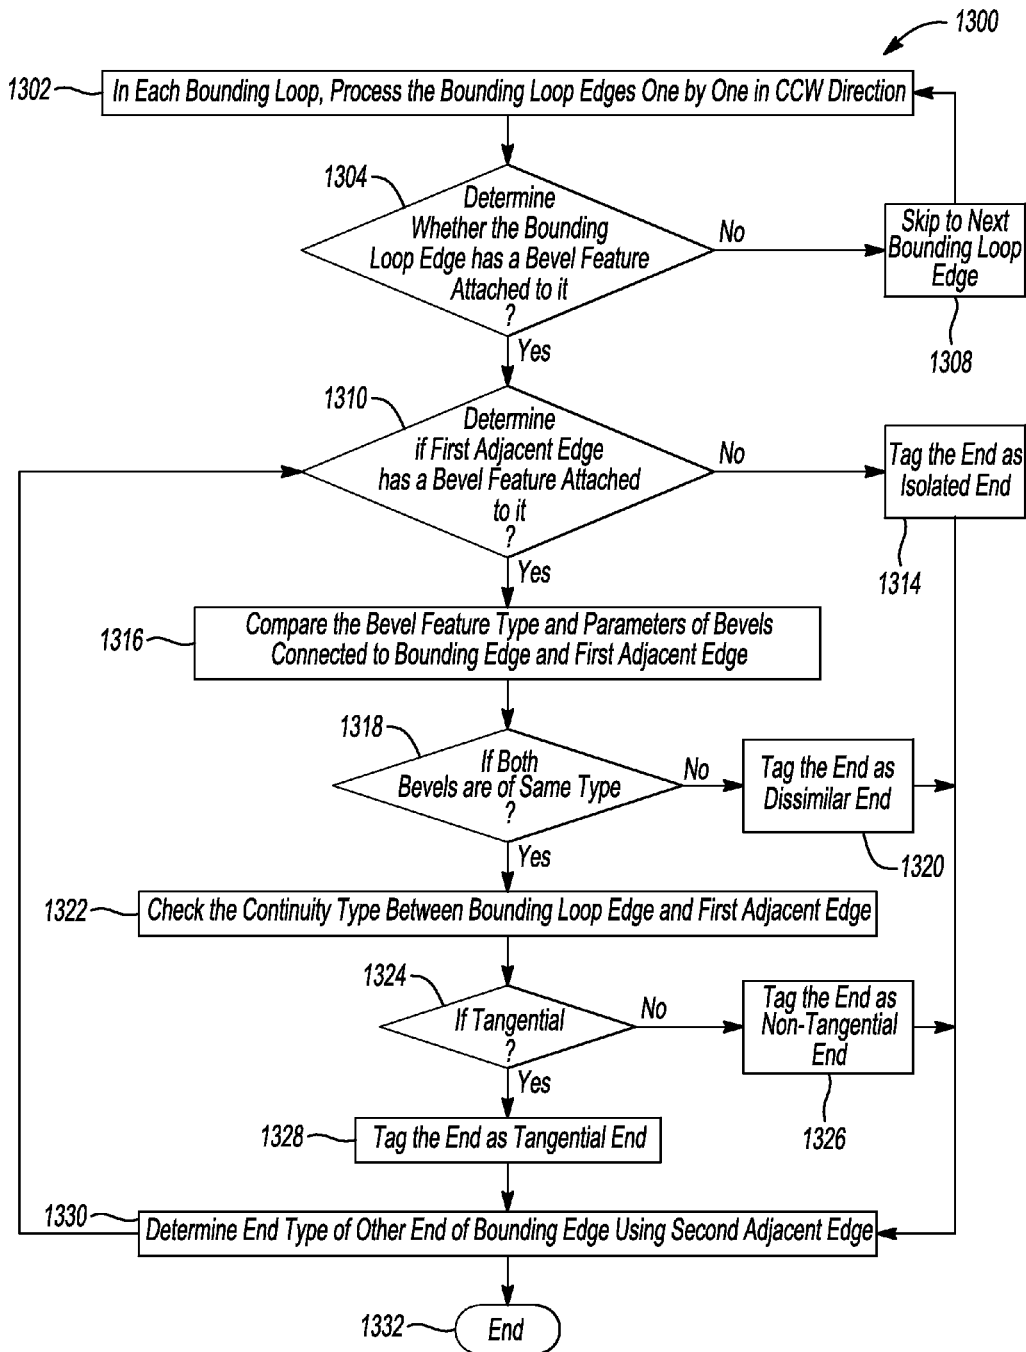 1300
1302
In Each Bounding Loop, Process the Bounding Loop Edges One by One in CCW Direction
1304
Determine
Whether the Bounding
Loop Edge has a Bevel Feature
Attached to it
?
No
Skip to Next
Bounding Loop
Edge
1308
Yes
1310
Determine
if First Adjacent Edge
has a Bevel Feature Attached
to it
?
No
Tag the End as
Isolated End
1314
Yes
1316
Compare the Bevel Feature Type and Parameters of Bevels
Connected to Bounding Edge and First Adjacent Edge
1318
If Both
Bevels are of Same Type
?
No
Tag the End as
Dissimilar End
1320
Yes
1322
Check the Continuity Type Between Bounding Loop Edge and First Adjacent Edge
1324
If Tangential
?
No
Tag the End as
Non-Tangential
End
1326
Yes
1328
Tag the End as Tangential End
1330
Determine End Type of Other End of Bounding Edge Using Second Adjacent Edge
1332
End